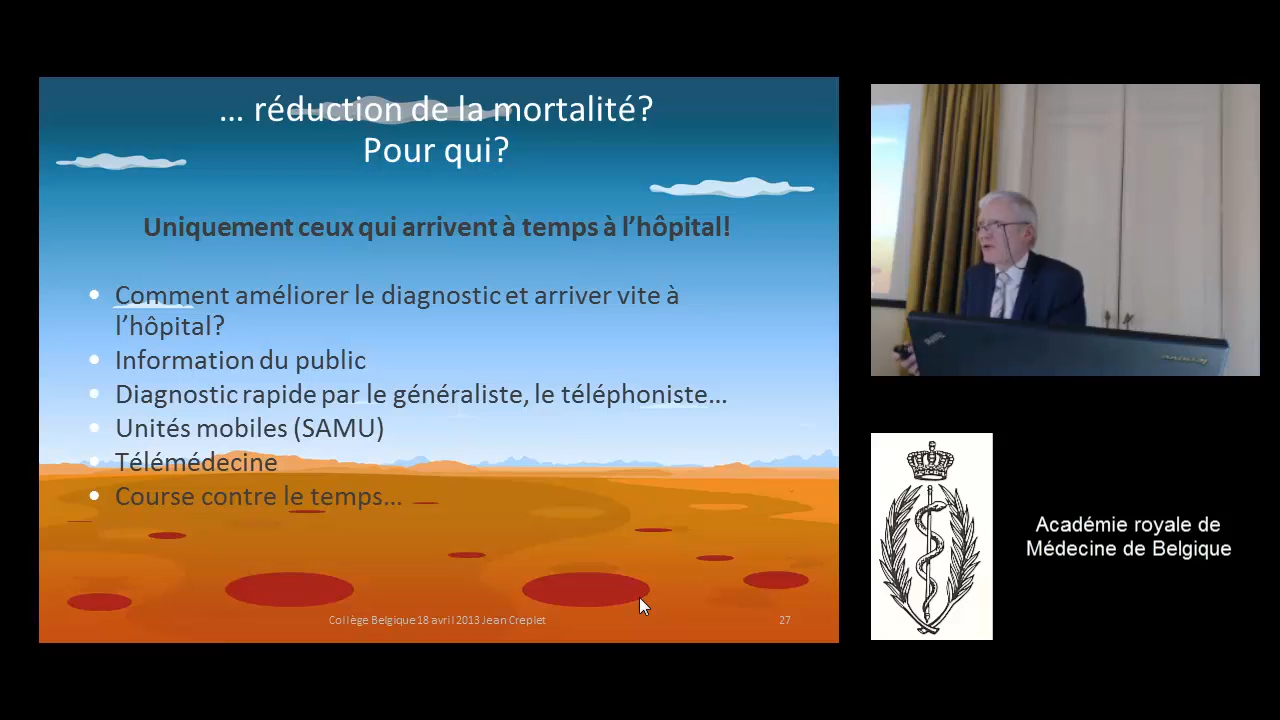 ... réduction de la mortalité?
Pour qui?
Uniquement ceux qui arrivent à temps à l'hôpital!
• Comment améliorer le diagnostic et arriver vite à
l'hôpital?
• Information du public
• Diagnostic rapide par le généraliste, le téléphoniste...
• Unités mobiles (SAMU)
• Télémédecine
• Course contre le temps...
Collège Belgique 18 avril 2013 Jean Creplet
27
lenovo
Académie royale de
Médecine de Belgique